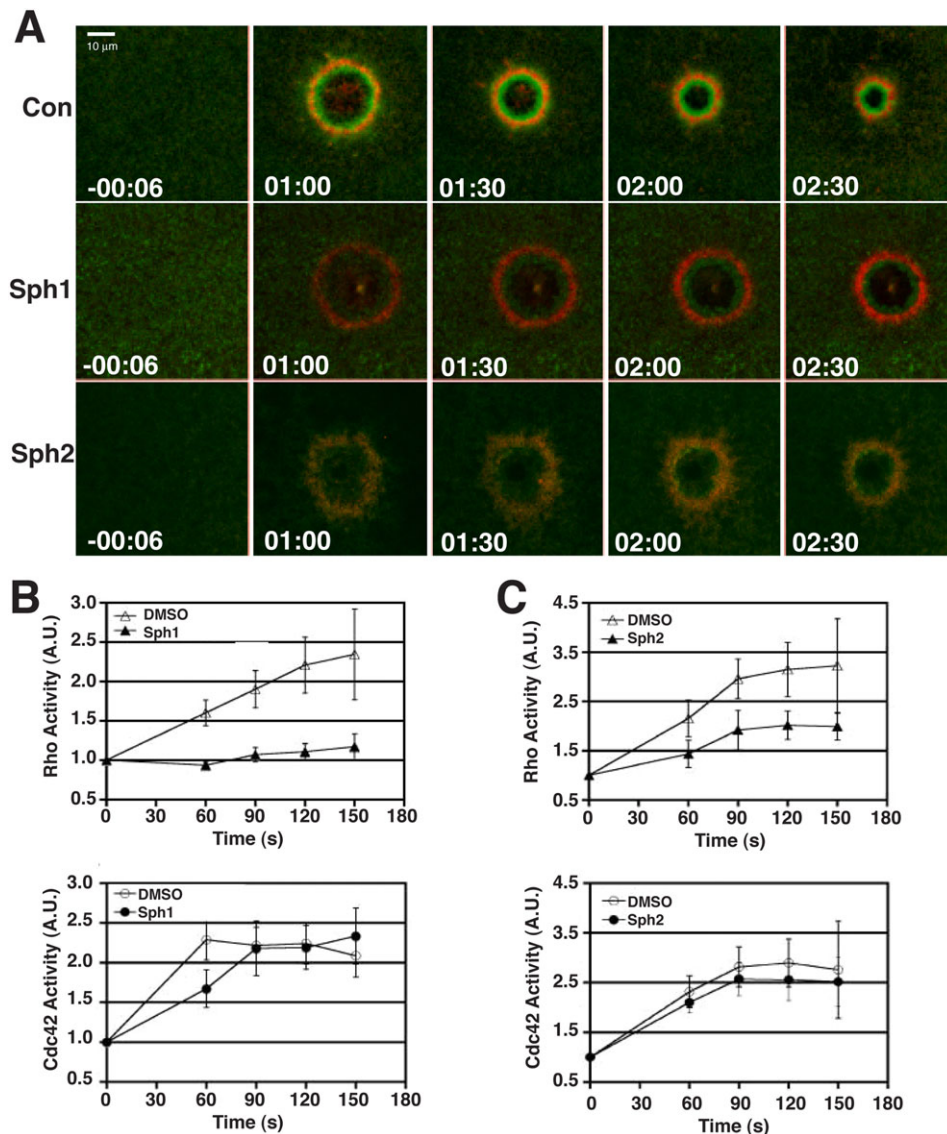 A
10 μm
Con
-00:06
01:00
01:30
02:00
02:30
Sph1
-00:06
01:00
01:30
02:00
02:30
Sph2
-00:06
01:00
01:30
02:00
02:30
B
Rho Activity (A.U.)
3.0
2.5
2.0
1.5
1.0
0.5
DMSO
Sph1
0 30 60 90 120 150 180
Time (s)
Cdc42 Activity (A.U.)
3.0
2.5
2.0
1.5
1.0
0.5
DMSO
Sph1
0 30 60 90 120 150 180
Time (s)
C
Rho Activity (A.U.)
4.5
3.5
2.5
1.5
0.5
DMSO
Sph2
0 30 60 90 120 150 180
Time (s)
Cdc42 Activity (A.U.)
4.5
3.5
2.5
1.5
0.5
DMSO
Sph2
0 30 60 90 120 150 180
Time (s)